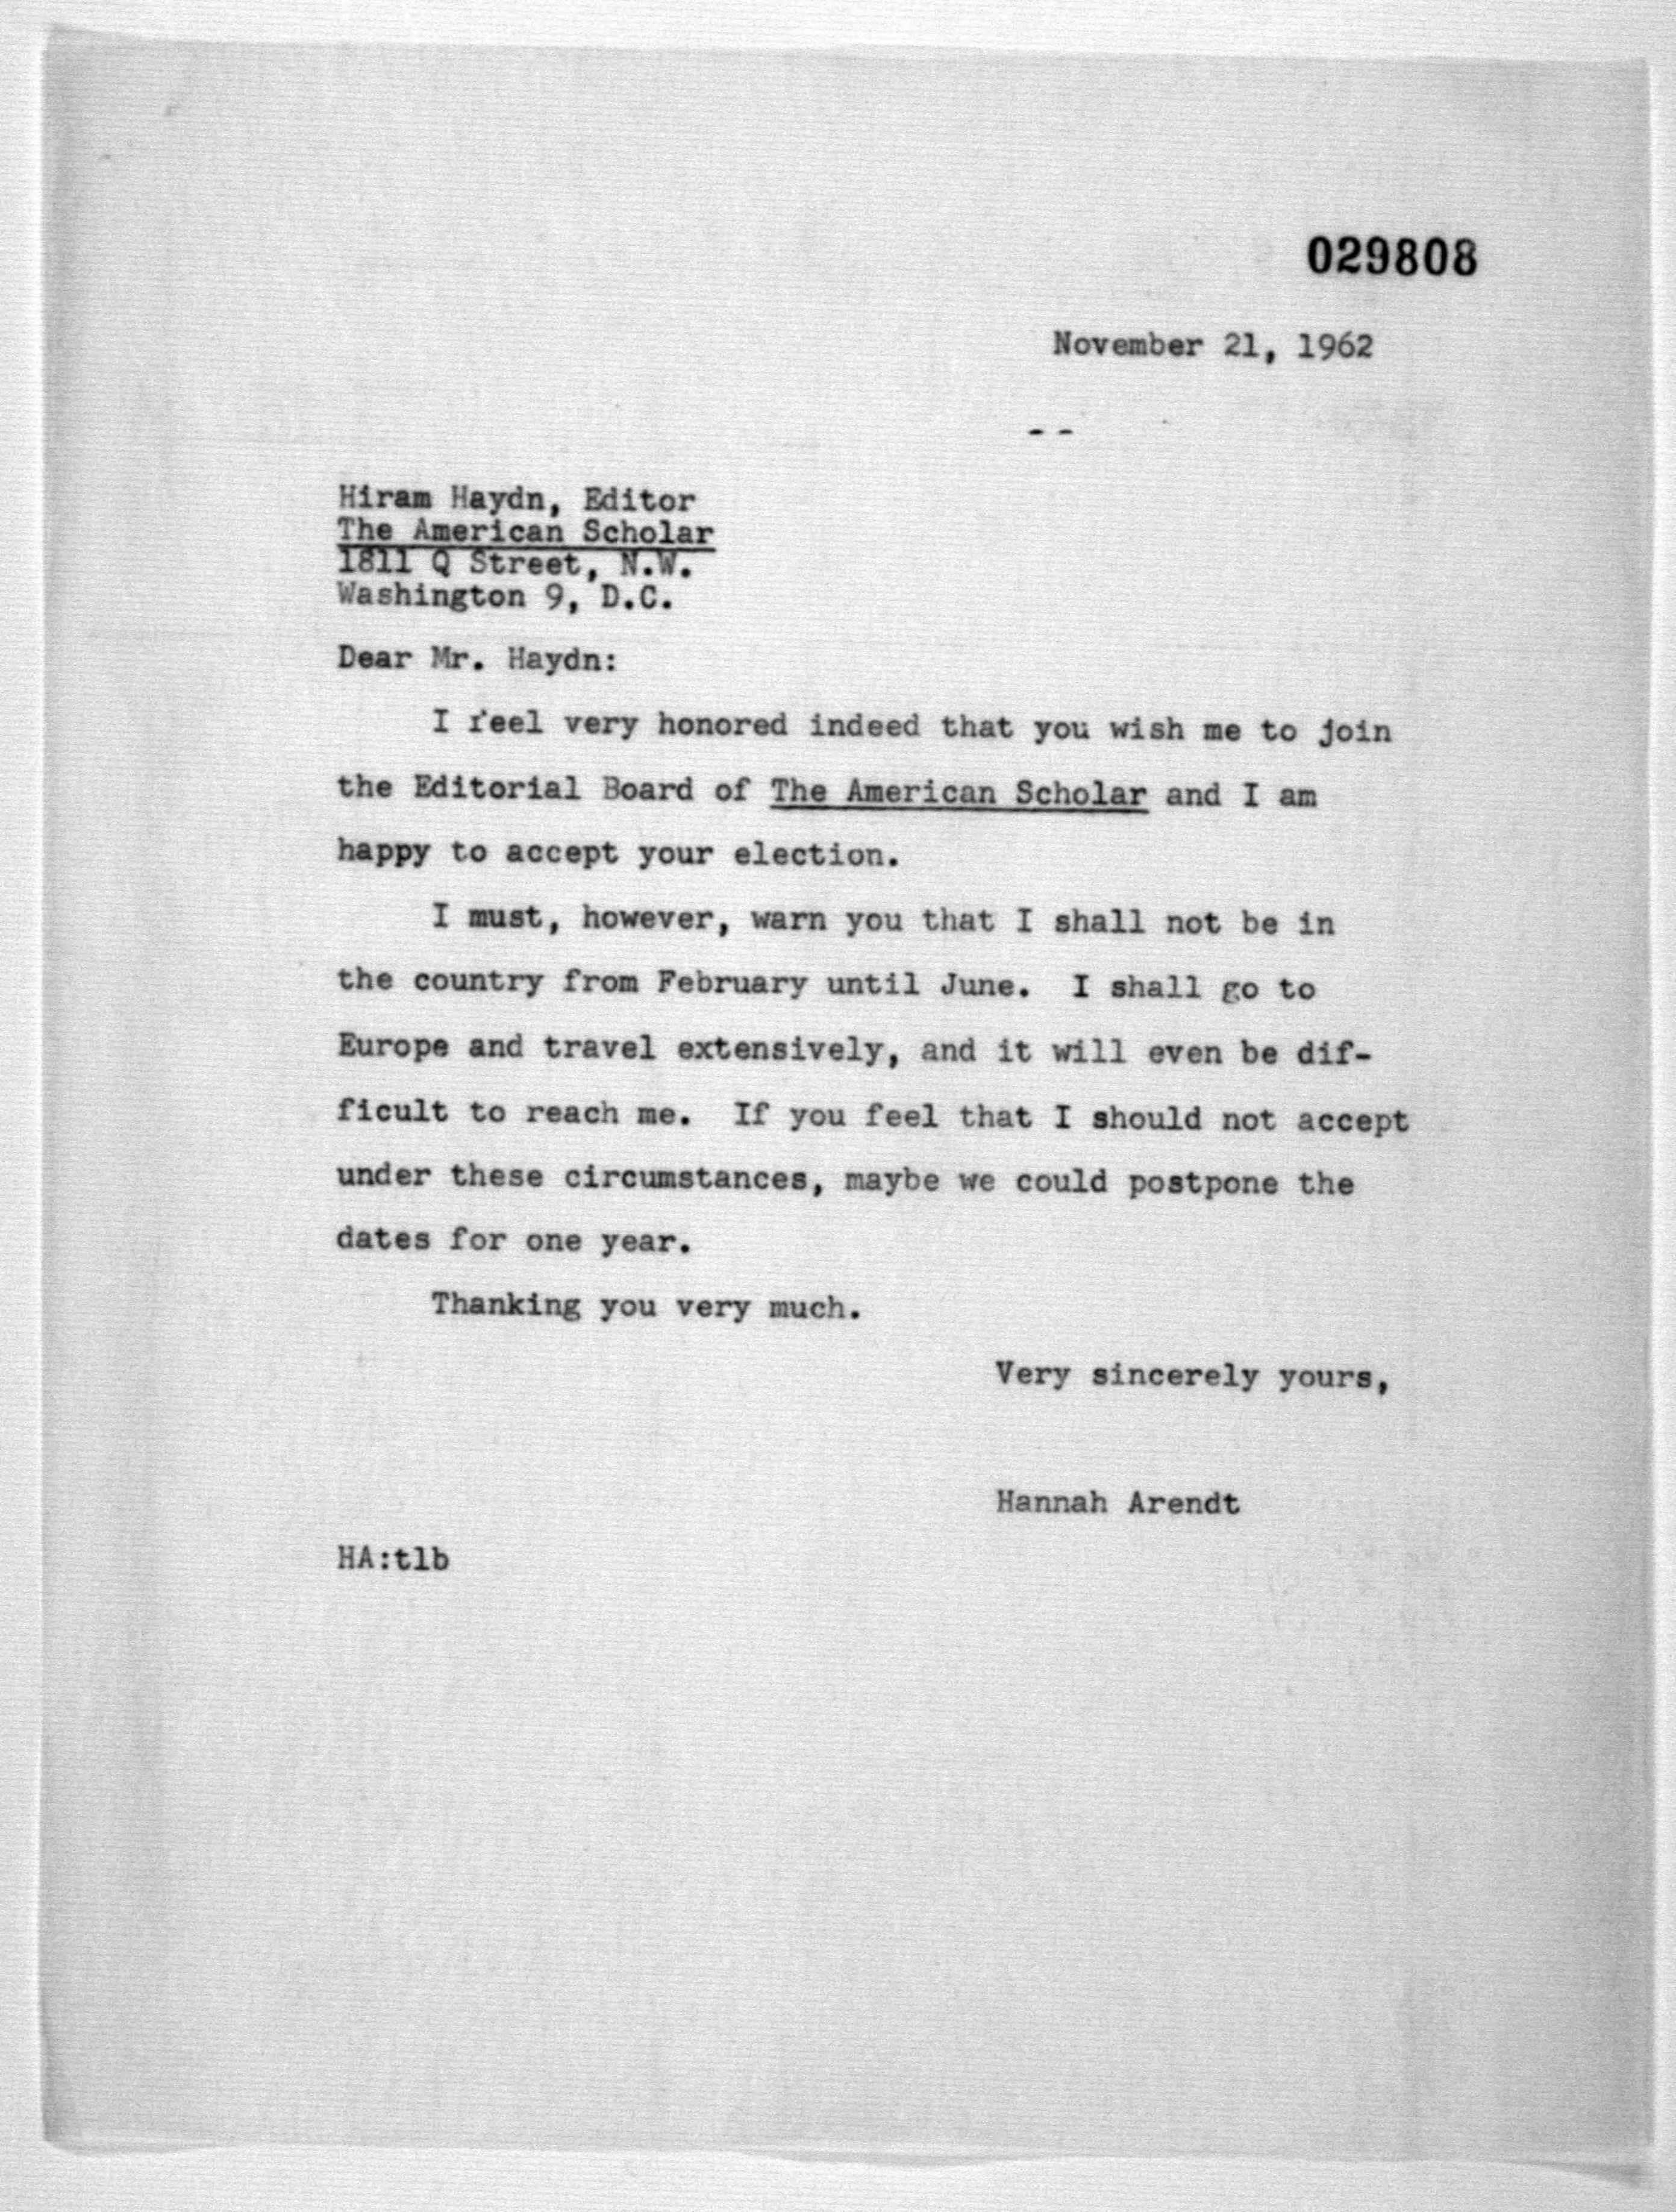 029808
November 21, 1962
--
Hiram Haydn, Editor
The American Scholar
1811 Q Street, N.W.
Washington 9, D.C.
Dear Mr. Haydn:
I feel very honored indeed that you wish me to join
the Editorial Board of The American Scholar and I am
happy to accept your election.
I must, however, warn you that I shall not be in
the country from February until June. I shall go to
Europe and travel extensively, and it will even be dif-
ficult to reach me. If you feel that I should not accept
under these circumstances, maybe we could postpone the
dates for one year.
Thanking you very much.
Very sincerely yours,
Hannah Arendt
HA:tlb